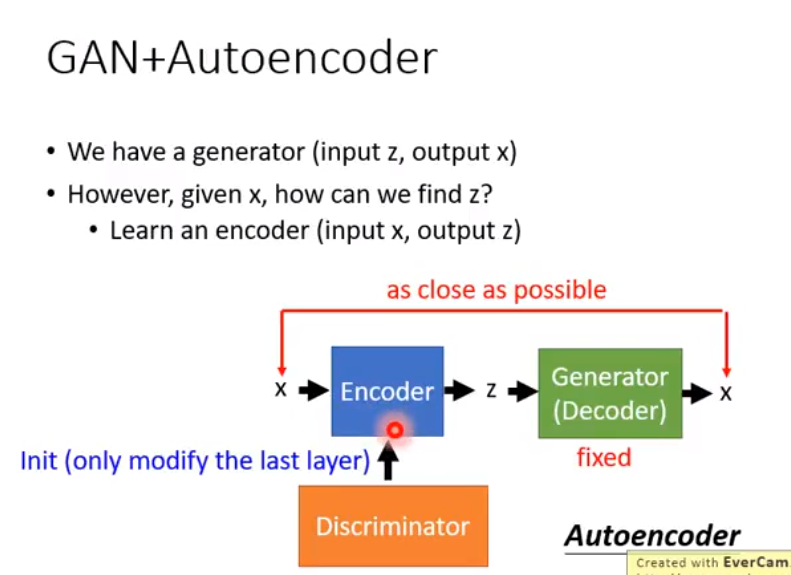 GAN+Autoencoder
• We have a generator (input z, output x)
• However, given x, how can we find z?
• Learn an encoder (input x, output z)
as close as possible
x
Encoder
z
Generator
(Decoder)
x
Init (only modify the last layer)
fixed
Discriminator
Autoencoder
Created with EverCam.